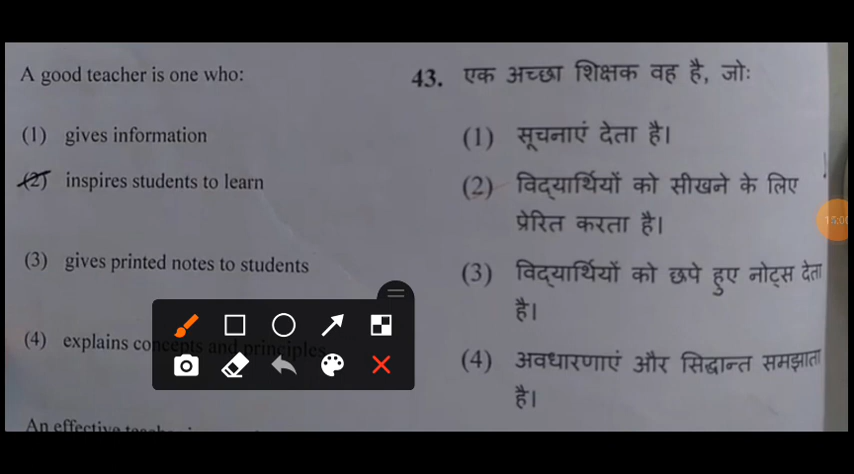 A good teacher is one who:
(1) gives information
(2) inspires students to learn
(3) gives printed notes to students
(4) explains concepts and principles
An effective
43. एक अच्छा शिक्षक वह है, जोः
(1) सूचनाएं देता है।
(2) विद्यार्थियों को सीखने के लिए
प्रेरित करता है।
(3) विद्यार्थियों को छपे हुए नोट्स देता
है।
(4) अवधारणाएं और सिद्धान्त समझाता
है।